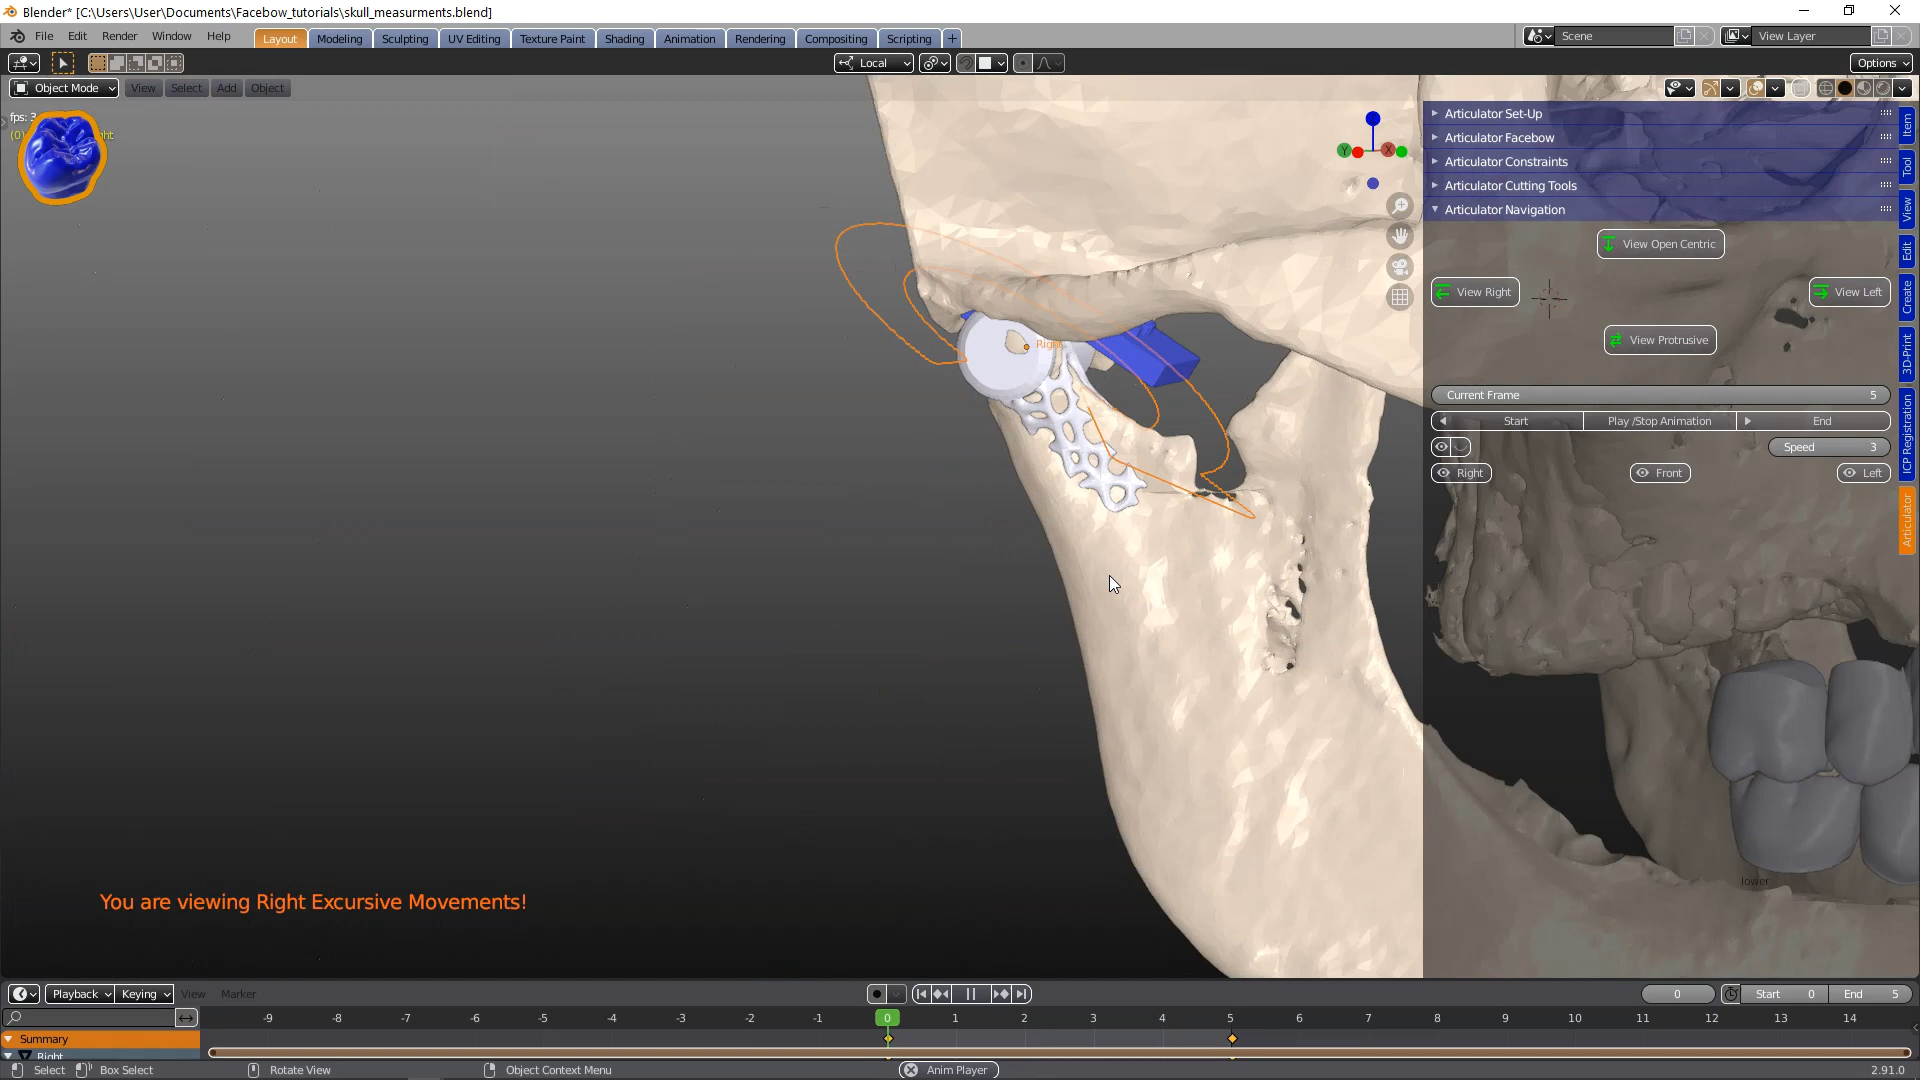 Blender* [C:\Users\User\Documents\Facebow_tutorials\skull_measurments.blend]
File Edit Render Window Help Layout Modeling Sculpting UV Editing Texture Paint Shading Animation Rendering Compositing Scripting + Scene View Layer
Local Options
Object Mode View Select Add Object
fps: 3
(0)
Articulator Set-Up
Articulator Facebow
Articulator Constraints
Articulator Cutting Tools
Articulator Navigation
View Open Centric
View Right View Left
View Protrusive
Current Frame 5
Start Play /Stop Animation End
Speed 3
Right Front Left
Item
Tool
View
Edit
Create
3D-Print
ICP Registration
Articulator
Y X
Right
lower
You are viewing Right Excursive Movements!
Playback Keying View Marker 0 Start 0 End 5
-9 -8 -7 -6 -5 -4 -3 -2 -1 0 1 2 3 4 5 6 7 8 9 10 11 12 13 14
Summary
Right
Select Box Select Rotate View Object Context Menu Anim Player 2.91.0